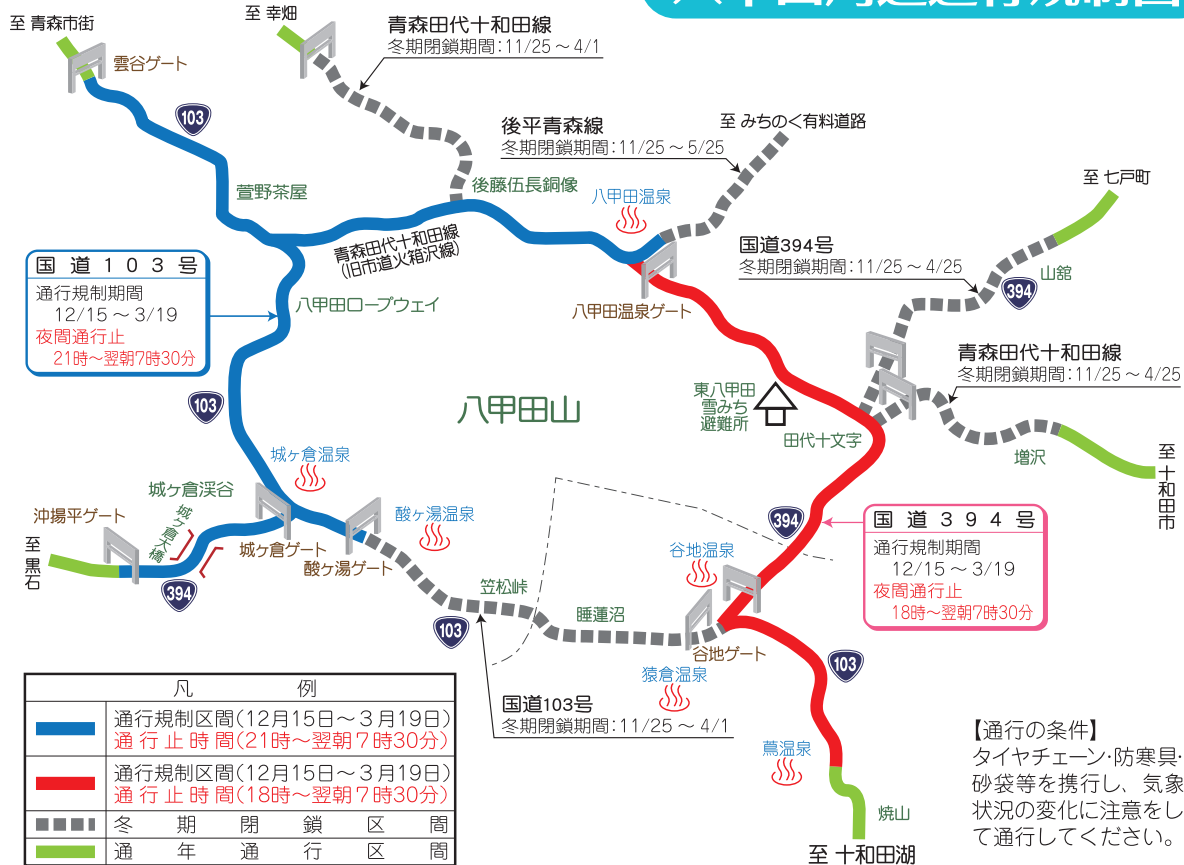 至 青森市街
至 幸畑
雲谷ゲート
青森田代十和田線
冬期閉鎖期間:11/25～4/1
103
後平青森線
冬期閉鎖期間:11/25～5/25
至 みちのく有料道路
至 七戸町
萱野茶屋
後藤伍長銅像
八甲田温泉
青森田代十和田線
(旧市道火箱沢線)
国道394号
冬期閉鎖期間:11/25～4/25
山舘
394
国道103号
通行規制期間
12/15～3/19
夜間通行止
21時～翌朝7時30分
八甲田ロープウェイ
八甲田温泉ゲート
青森田代十和田線
冬期閉鎖期間:11/25～4/25
103
八甲田山
東八甲田
雪みち
避難所
田代十文字
増沢
至 十和田市
城ヶ倉温泉
城ヶ倉渓谷
城ヶ倉大橋
沖揚平ゲート
至 黒石
394
城ヶ倉ゲート
酸ヶ湯温泉
酸ヶ湯ゲート
394
国道394号
通行規制期間
12/15～3/19
夜間通行止
18時～翌朝7時30分
谷地温泉
笠松峠
睡蓮沼
103
谷地ゲート
猿倉温泉
103
国道103号
冬期閉鎖期間:11/25～4/1
蔦温泉
焼山
至 十和田湖
凡例
通行規制区間(12月15日～3月19日)
通行止時間(21時～翌朝7時30分)
通行規制区間(12月15日～3月19日)
通行止時間(18時～翌朝7時30分)
冬期閉鎖区間
通年通行区間
【通行の条件】
タイヤチェーン・防寒具・
砂袋等を携行し、気象
状況の変化に注意をし
て通行してください。